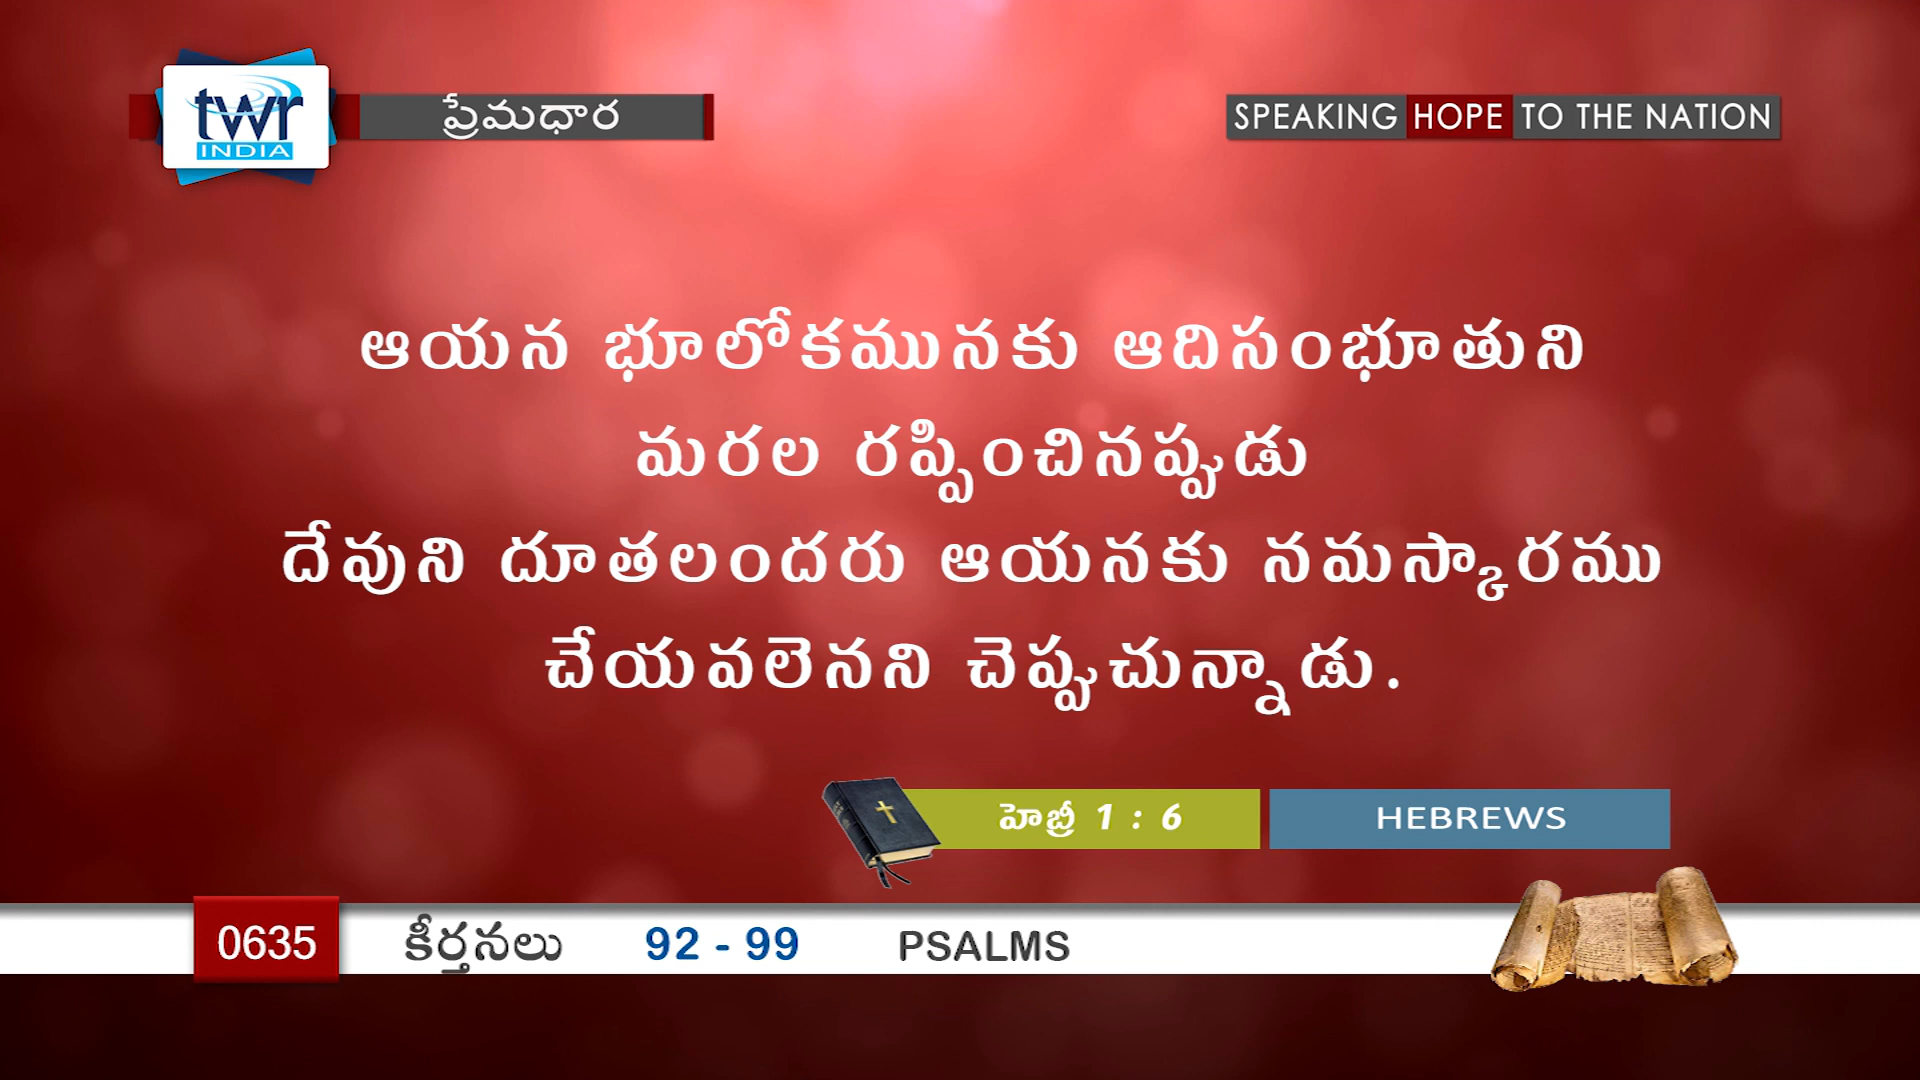 twr
INDIA
ప్రేమధార
SPEAKING HOPE TO THE NATION
ఆయన భూలోకమునకు ఆదిసంభూతుని
మరల రప్పించినప్పుడు
దేవుని దూతలందరు ఆయనకు నమస్కారము
చేయవలెనని చెప్పుచున్నాడు.
హెబ్రీ 1 : 6
HEBREWS
0635
కీర్తనలు 92 - 99 PSALMS